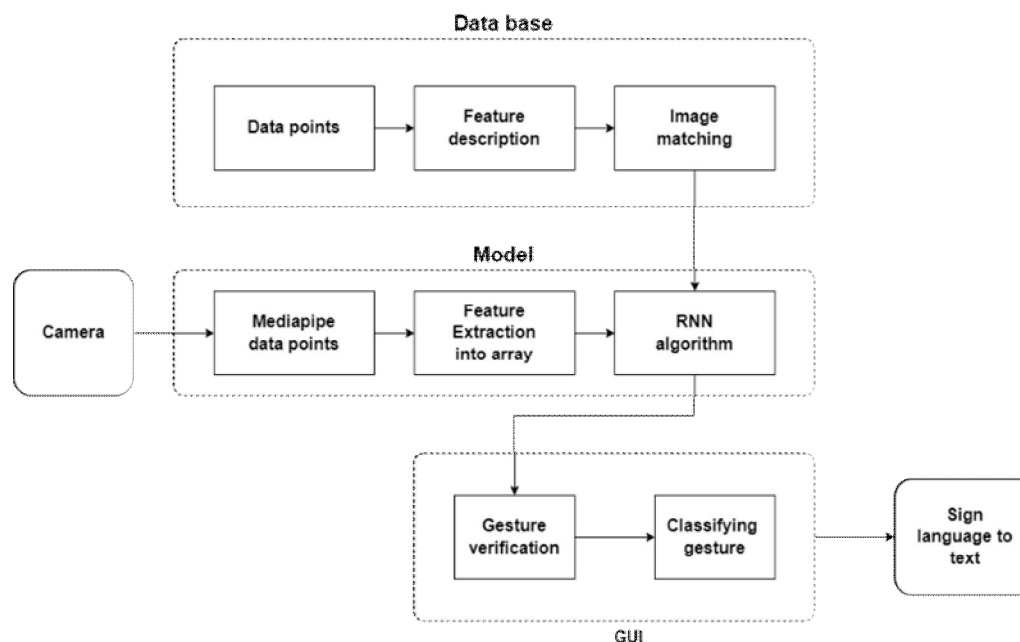 Data base
Data points
Feature
description
Image
matching
Model
Camera
Mediapipe
data points
Feature
Extraction
into array
RNN
algorithm
Gesture
verification
Classifying
gesture
Sign
language to
text
GUI